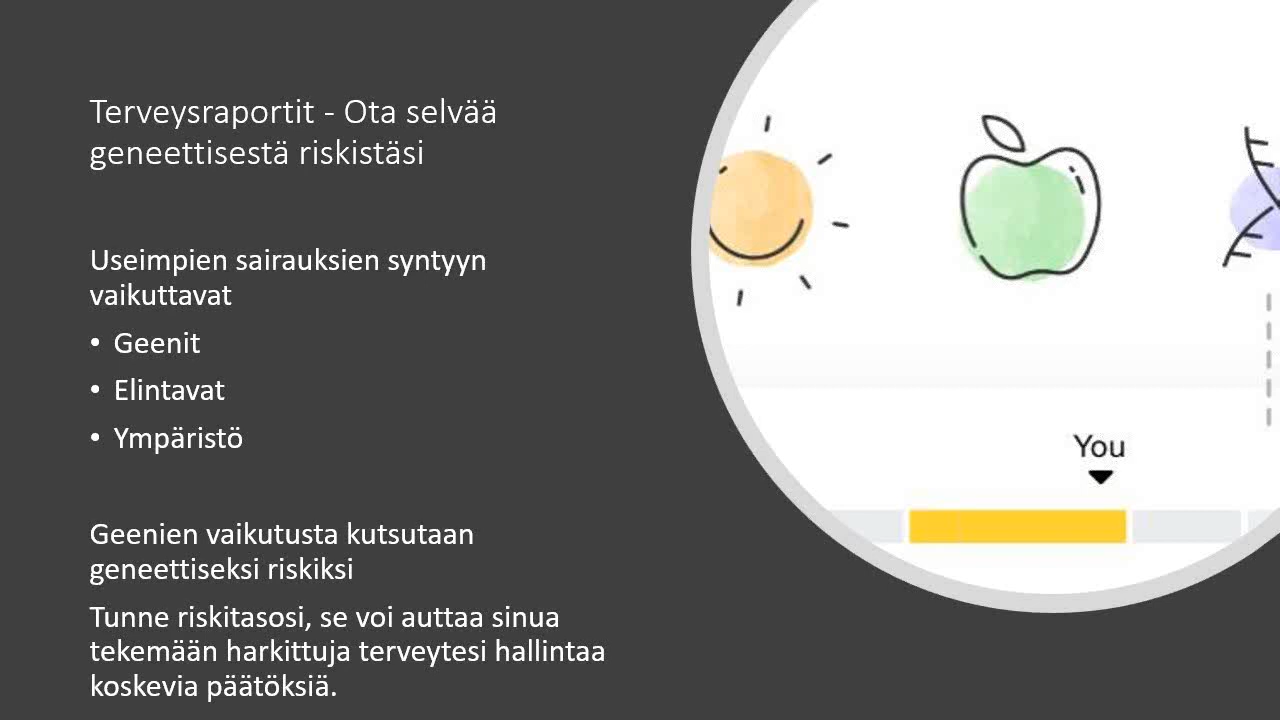 Terveysraportit - Ota selvää
geneettisestä riskistäsi
Useimpien sairauksien syntyyn
vaikuttavat
• Geenit
• Elintavat
• Ympäristö
Geenien vaikutusta kutsutaan
geneettiseksi riskiksi
Tunne riskitasosi, se voi auttaa sinua
tekemään harkittuja terveytesi hallintaa
koskevia päätöksiä.
You